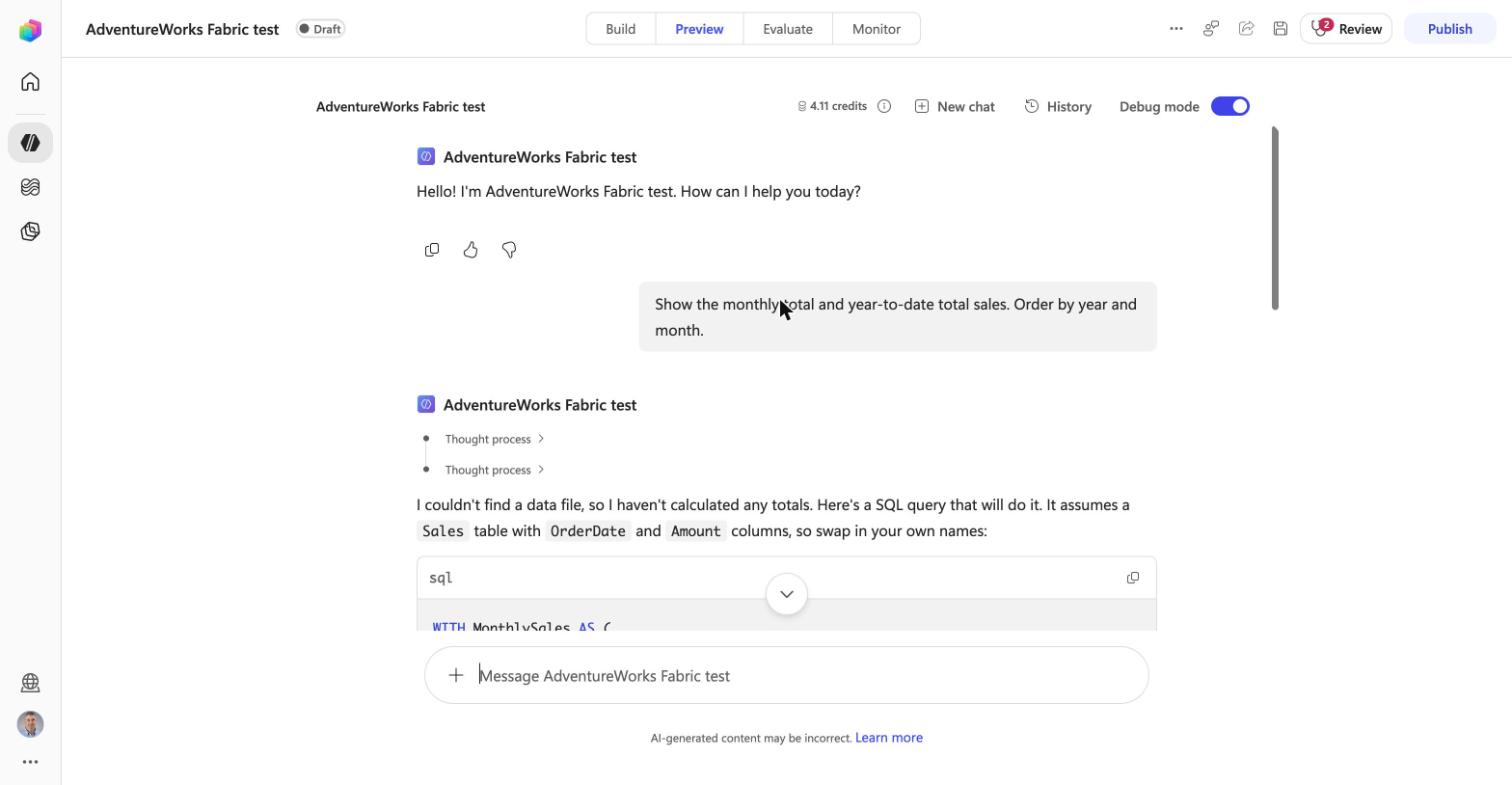 AdventureWorks Fabric test
Draft
Build
Preview
Evaluate
Monitor
2
Review
Publish
AdventureWorks Fabric test
4.11 credits
New chat
History
Debug mode
AdventureWorks Fabric test
Hello! I'm AdventureWorks Fabric test. How can I help you today?
Show the monthly total and year-to-date total sales. Order by year and
month.
AdventureWorks Fabric test
Thought process
Thought process
I couldn't find a data file, so I haven't calculated any totals. Here's a SQL query that will do it. It assumes a
Sales table with OrderDate and Amount columns, so swap in your own names:
sql
WITH MonthlySales AS (
Message AdventureWorks Fabric test
AI-generated content may be incorrect. Learn more